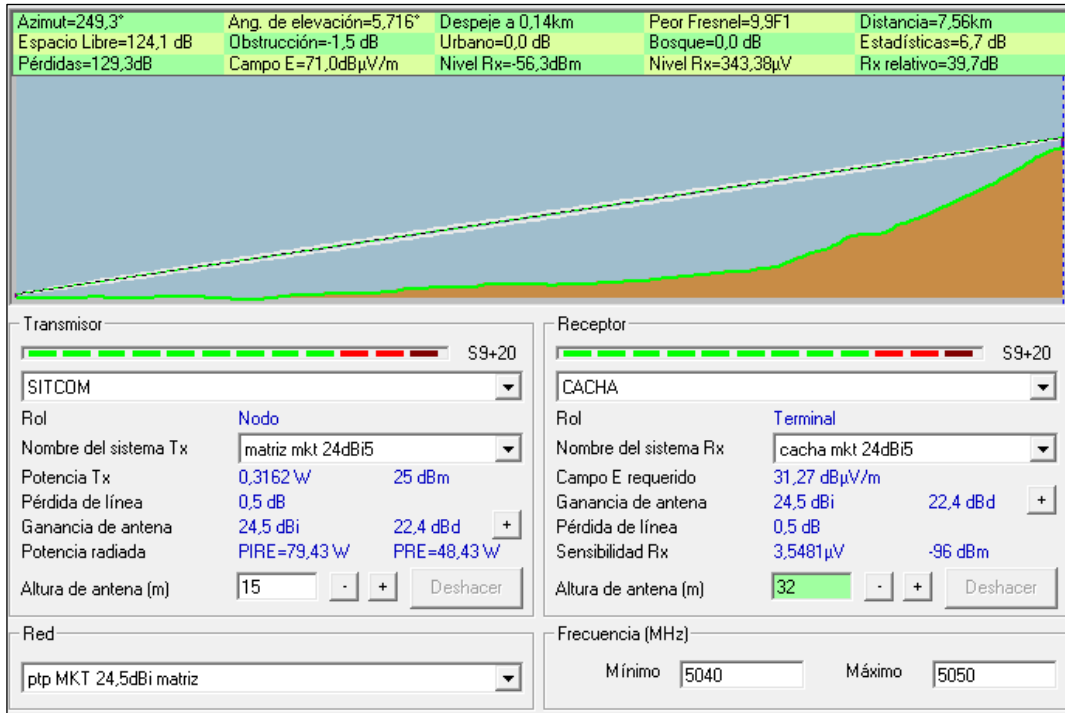 Azimut=249,3° Ang. de elevación=5,716° Despeje a 0,14km Peor Fresnel=9,9F1 Distancia=7,56km
Espacio Libre=124,1 dB Obstrucción=-1,5 dB Urbano=0,0 dB Bosque=0,0 dB Estadísticas=6,7 dB
Pérdidas=129,3dB Campo E=71,0dBμV/m Nivel Rx=-56,3dBm Nivel Rx=343,38μV Rx relativo=39,7dB
Transmisor
S9+20
SITCOM
Rol Nodo
Nombre del sistema Tx matriz mkt 24dBi5
Potencia Tx 0,3162 W 25 dBm
Pérdida de línea 0,5 dB
Ganancia de antena 24,5 dBi 22,4 dBd +
Potencia radiada PIRE=79,43 W PRE=48,43 W
Altura de antena (m) 15 - + Deshacer
Red
ptp MKT 24,5dBi matriz
Receptor
S9+20
CACHA
Rol Terminal
Nombre del sistema Rx cacha mkt 24dBi5
Campo E requerido 31,27 dBμV/m
Ganancia de antena 24,5 dBi 22,4 dBd +
Pérdida de línea 0,5 dB
Sensibilidad Rx 3,5481μV -96 dBm
Altura de antena (m) 32 - + Deshacer
Frecuencia (MHz)
Mínimo 5040 Máximo 5050